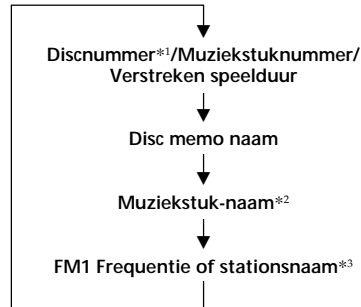 Discnummer*1/Muziekstuknummer/
Verstreken speelduur
Disc memo naam
Muziekstuk-naam*2
FM1 Frequentie of stationsnaam*3